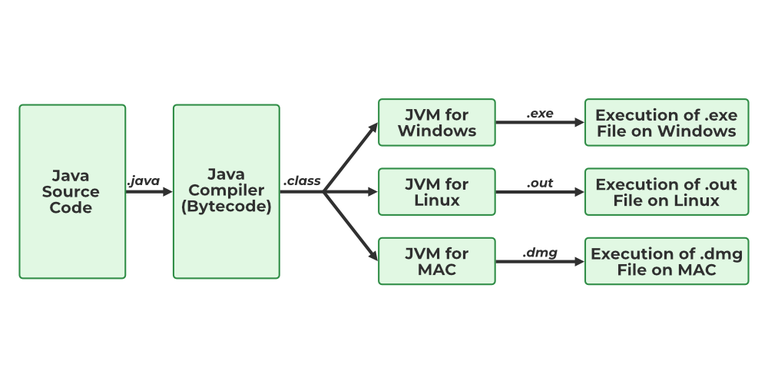 Java
Source
Code
.java
Java
Compiler
(Bytecode)
.class
JVM for
Windows
.exe
Execution of .exe
File on Windows
JVM for
Linux
.out
Execution of .out
File on Linux
JVM for
MAC
.dmg
Execution of .dmg
File on MAC